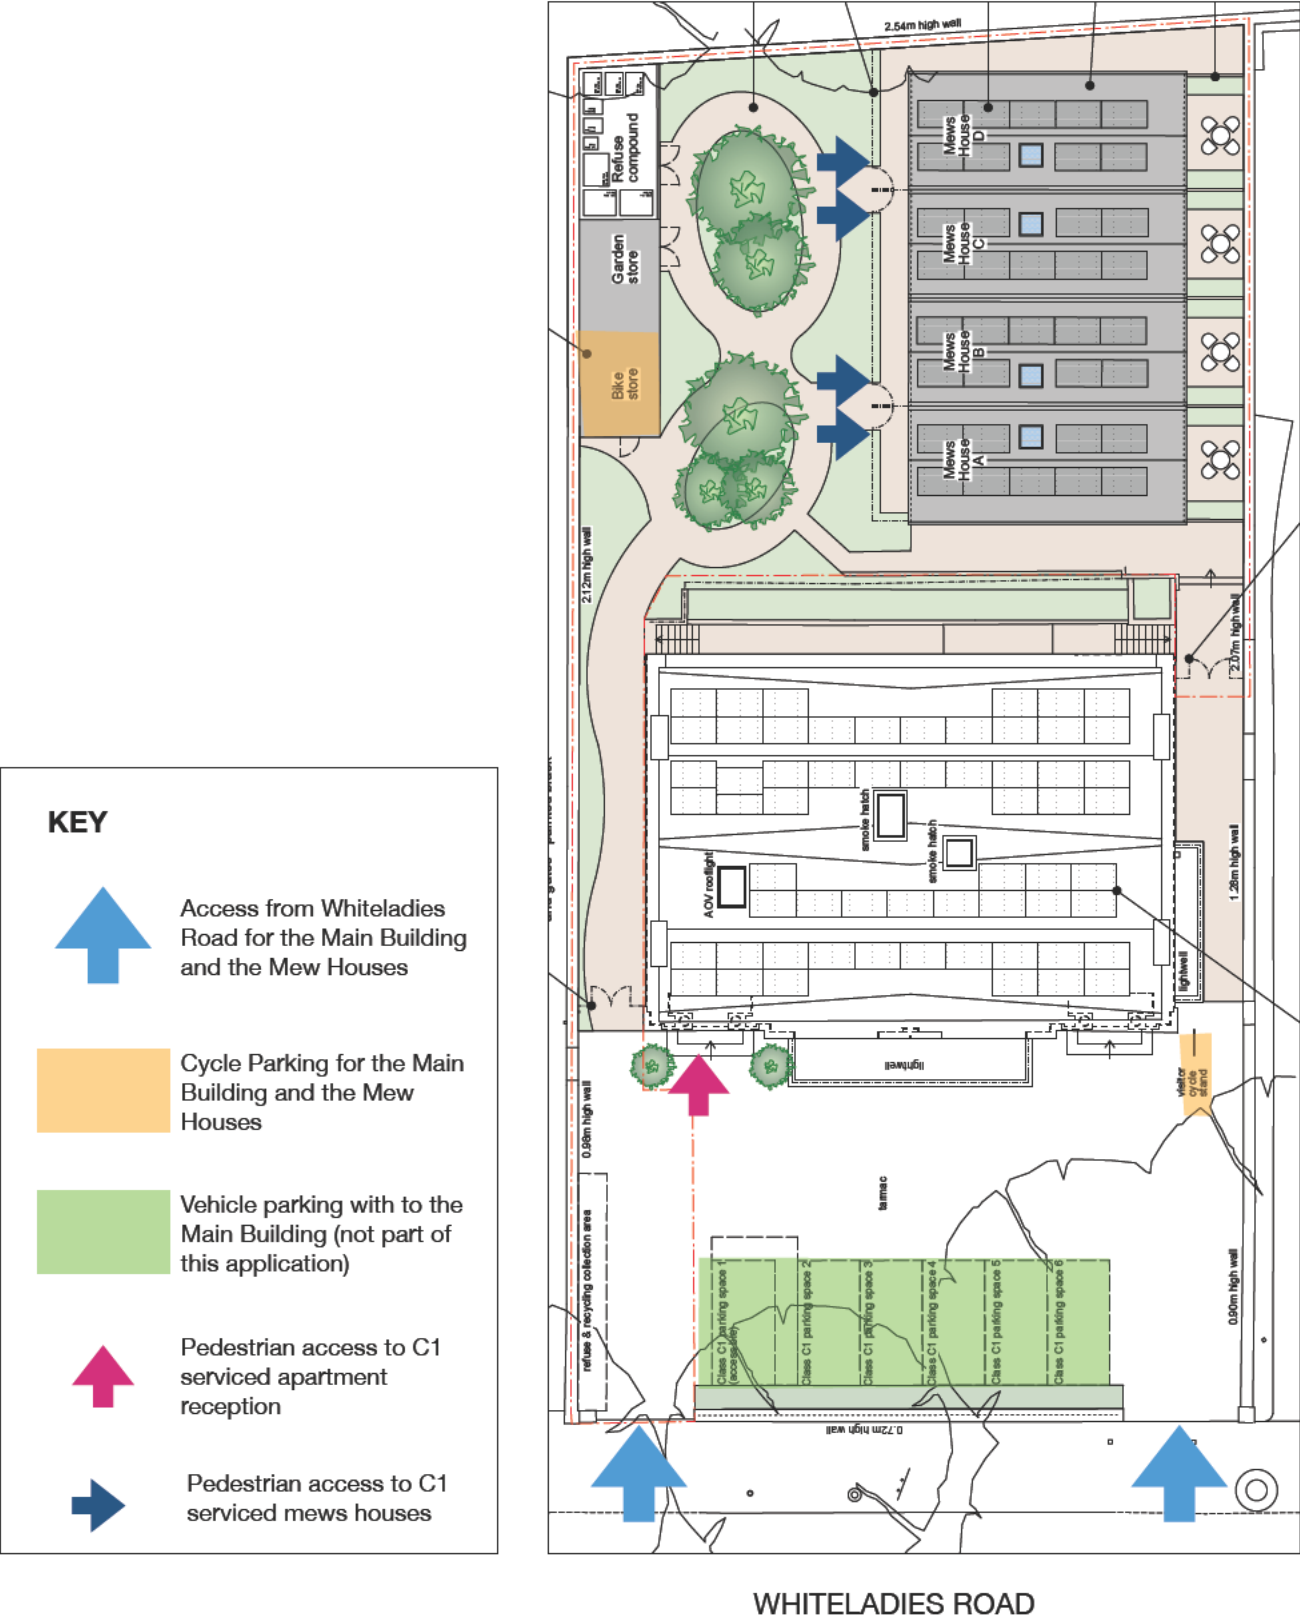 2.54m high wall
Refuse
compound
Garden
store
Bike
store
Mews
House
D
Mews
House
C
Mews
House
B
Mews
House
A
2.12m high wall
2.07m high wall
smoke hatch
smoke hatch
AOV rooflight
1.28m high wall
lightwell
lightwell
visitor
cycle
stand
0.98m high wall
tarmac
refuse & recycling collection area
Class C1 parking space 1
(accessible)
Class C1 parking space 2
Class C1 parking space 3
Class C1 parking space 4
Class C1 parking space 5
Class C1 parking space 6
0.90m high wall
0.72m high wall
KEY
Access from Whiteladies
Road for the Main Building
and the Mew Houses
Cycle Parking for the Main
Building and the Mew
Houses
Vehicle parking with to the
Main Building (not part of
this application)
Pedestrian access to C1
serviced apartment
reception
Pedestrian access to C1
serviced mews houses
WHITELADIES ROAD